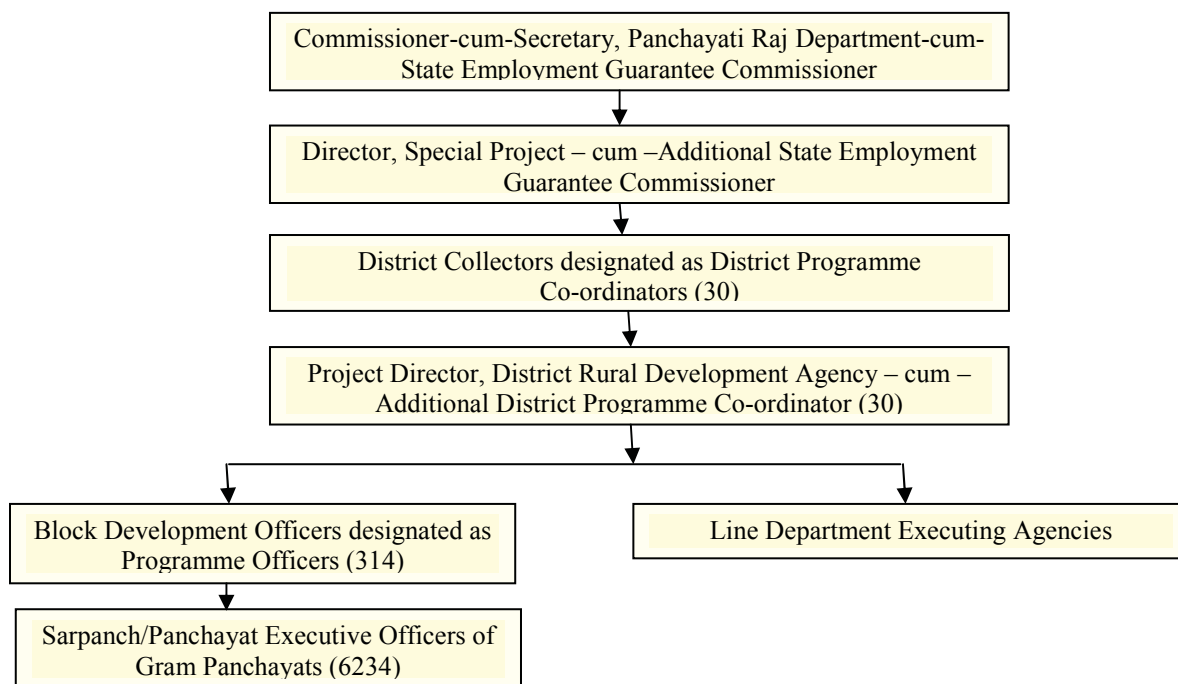 Commissioner-cum-Secretary, Panchayati Raj Department-cum-
State Employment Guarantee Commissioner
Director, Special Project – cum –Additional State Employment
Guarantee Commissioner
District Collectors designated as District Programme
Co-ordinators (30)
Project Director, District Rural Development Agency – cum –
Additional District Programme Co-ordinator (30)
Block Development Officers designated as
Programme Officers (314)
Line Department Executing Agencies
Sarpanch/Panchayat Executive Officers of
Gram Panchayats (6234)